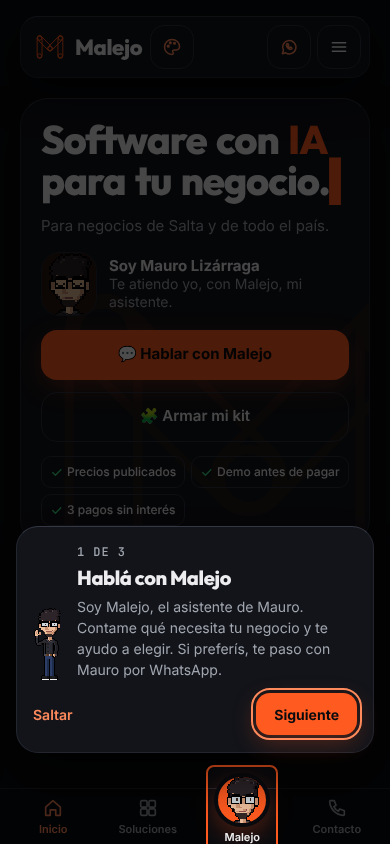 Malejo
Software con IA
para tu negocio.
Para negocios de Salta y de todo el país.
Soy Mauro Lizárraga
Te atiendo yo, con Malejo, mi
asistente.
💬 Hablar con Malejo
🧩 Armar mi kit
✓ Precios publicados
✓ Demo antes de pagar
✓ 3 pagos sin interés
1 DE 3
Hablá con Malejo
Soy Malejo, el asistente de Mauro.
Contame qué necesita tu negocio y te
ayudo a elegir. Si preferís, te paso con
Mauro por WhatsApp.
Saltar
Siguiente
Inicio
Soluciones
Malejo
Contacto